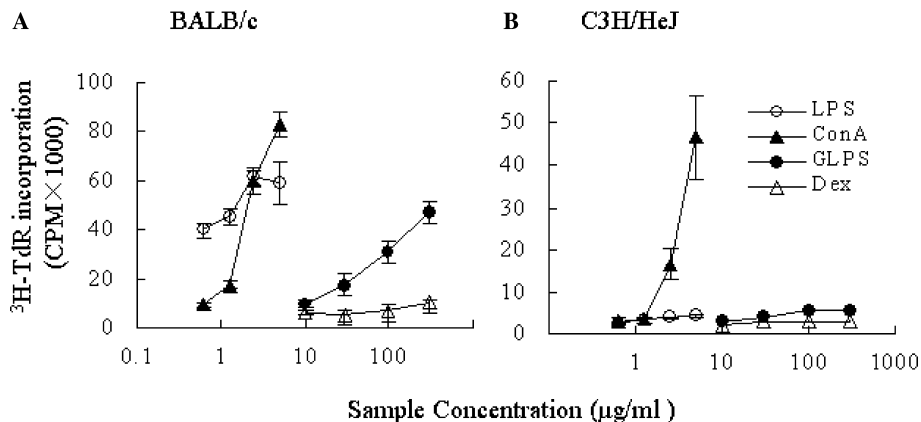 A BALB/c
B C3H/HeJ
³H-TdR incorporation
(CPM×1000)
100
80
60
40
20
0
0.1 1 10 100
60
50
40
30
20
10
0
1 10 100 1000
LPS
ConA
GLPS
Dex
Sample Concentration (µg/ml )